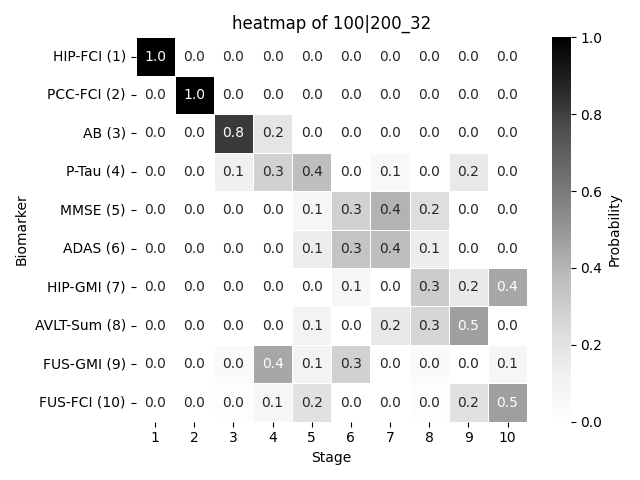 heatmap of 100|200_32
HIP-FCI (1) 1.0 0.0 0.0 0.0 0.0 0.0 0.0 0.0 0.0 0.0
PCC-FCI (2) 0.0 1.0 0.0 0.0 0.0 0.0 0.0 0.0 0.0 0.0
AB (3) 0.0 0.0 0.8 0.2 0.0 0.0 0.0 0.0 0.0 0.0
P-Tau (4) 0.0 0.0 0.1 0.3 0.4 0.0 0.1 0.0 0.2 0.0
MMSE (5) 0.0 0.0 0.0 0.0 0.1 0.3 0.4 0.2 0.0 0.0
ADAS (6) 0.0 0.0 0.0 0.0 0.1 0.3 0.4 0.1 0.0 0.0
HIP-GMI (7) 0.0 0.0 0.0 0.0 0.0 0.1 0.0 0.3 0.2 0.4
AVLT-Sum (8) 0.0 0.0 0.0 0.0 0.1 0.0 0.2 0.3 0.5 0.0
FUS-GMI (9) 0.0 0.0 0.0 0.4 0.1 0.3 0.0 0.0 0.0 0.1
FUS-FCI (10) 0.0 0.0 0.0 0.1 0.2 0.0 0.0 0.0 0.2 0.5
1 2 3 4 5 6 7 8 9 10
Stage
Biomarker
1.0
0.8
0.6
0.4
0.2
0.0
Probability